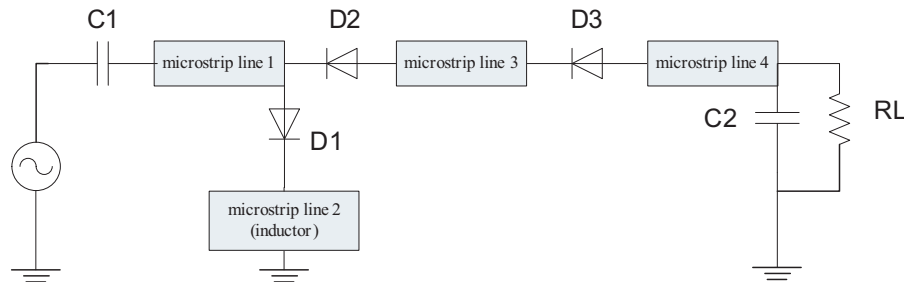 C1
D2
D3
microstrip line 1
microstrip line 3
microstrip line 4
D1
C2
RL
microstrip line 2
(inductor)